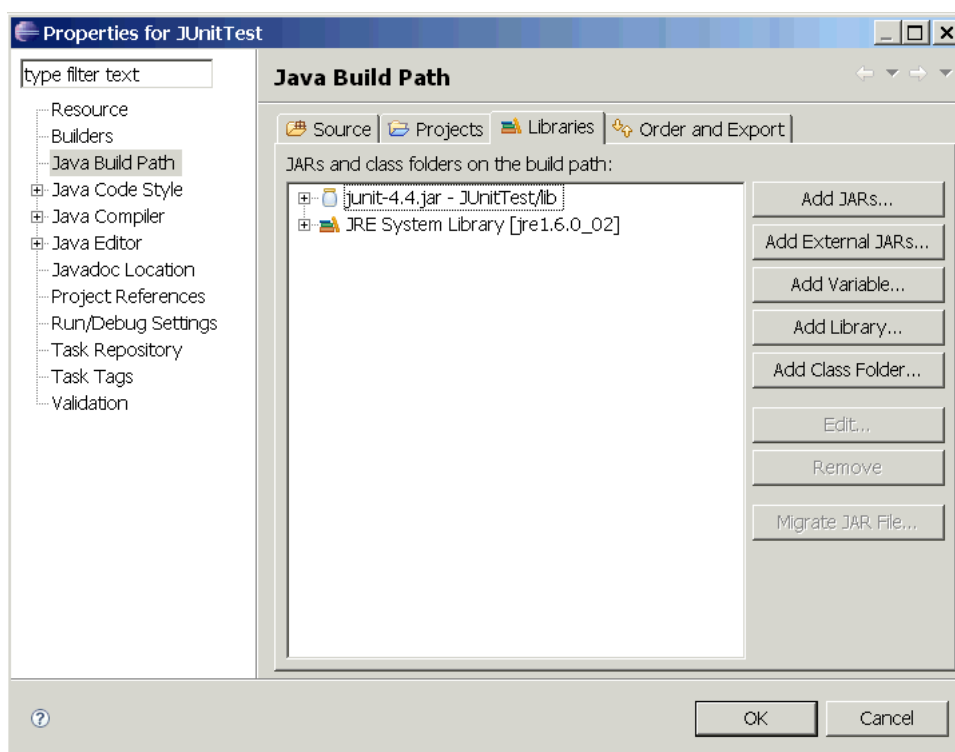 Properties for JUnitTest
type filter text
Resource
Builders
Java Build Path
Java Code Style
Java Compiler
Java Editor
Javadoc Location
Project References
Run/Debug Settings
Task Repository
Task Tags
Validation
Java Build Path
Source Projects Libraries Order and Export
JARs and class folders on the build path:
junit-4.4.jar - JUnitTest/lib
JRE System Library [jre1.6.0_02]
Add JARs...
Add External JARs...
Add Variable...
Add Library...
Add Class Folder...
Edit...
Remove
Migrate JAR File...
?
OK Cancel